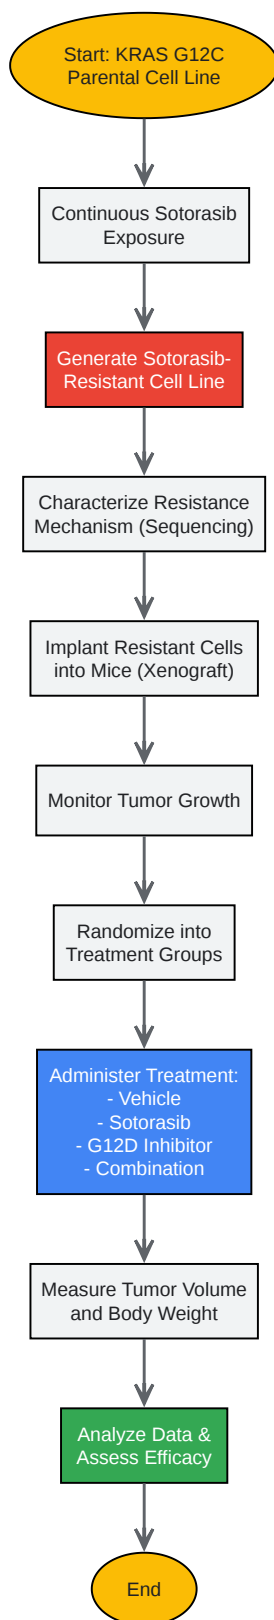 Start: KRAS G12C
Parental Cell Line
Continuous Sotorasib
Exposure
Generate Sotorasib-
Resistant Cell Line
Characterize Resistance
Mechanism (Sequencing)
Implant Resistant Cells
into Mice (Xenograft)
Monitor Tumor Growth
Randomize into
Treatment Groups
Administer Treatment:
- Vehicle
- Sotorasib
- G12D Inhibitor
- Combination
Measure Tumor Volume
and Body Weight
Analyze Data &
Assess Efficacy
End